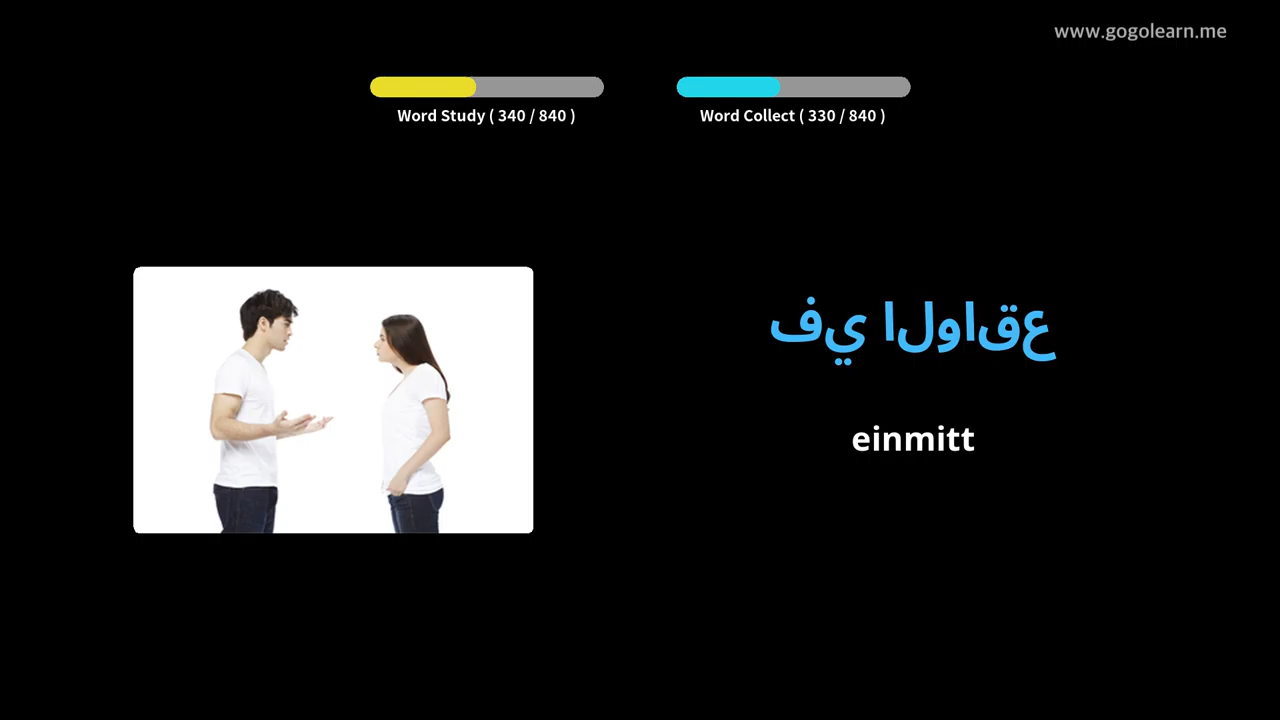 www.gogolearn.me
Word Study ( 340 / 840 )
Word Collect ( 330 / 840 )
في الواقع
einmitt